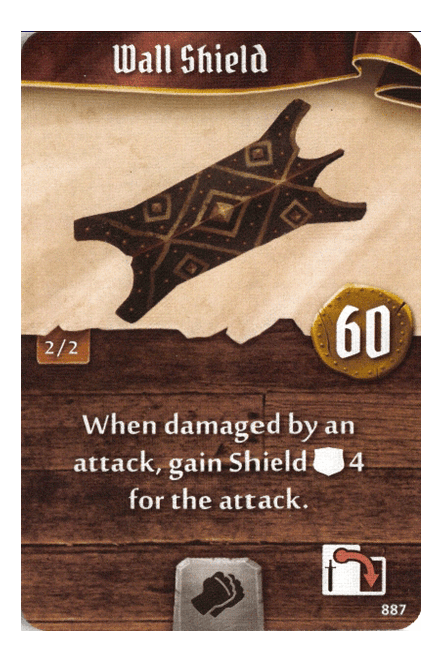 Wall Shield
2/2
60
When damaged by an
attack, gain Shield 4
for the attack.
887